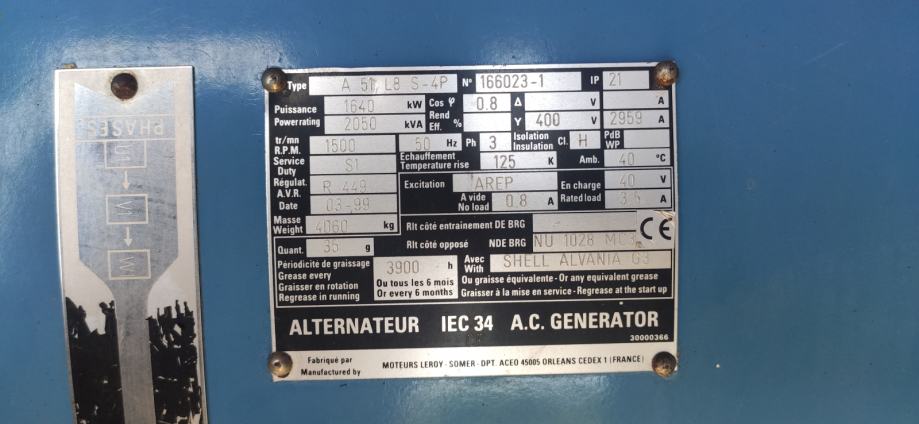 PHASES
U1
V1
W
Type A 51 L8 S-4P N° 166023-1 IP 21
Puissance
Powerrating
1640 kW Cos φ 0.8 Δ V A
2050 kVA Rend Eff. % Y 400 V 2959 A
tr/mn
R.P.M. 1500 50 Hz Ph 3 Isolation
Insulation Cl. H PdB
WP
Service
Duty S1 Echauffement
Temperature rise 125 K Amb. 40 °C
Régulat.
A.V.R. R 449 Excitation AREP En charge
Rated load 40 V
Date 03-99 A vide
No load 0.8 A A
Masse
Weight 4060 kg Rlt côté entrainement DE BRG -
Quant. 35 g Rlt côté opposé NDE BRG NU 1028 CE
Périodicité de graissage
Grease every
Graisser en rotation
Regrease in running
3900 h
Ou tous les 6 mois
Or every 6 months
Avec
With SHELL ALVANIA G3
Ou graisse équivalente - Or any equivalent grease
Graisser à la mise en service - Regrease at the start up
ALTERNATEUR IEC 34 A.C. GENERATOR
30000366
Fabriqué par
Manufactured by
MOTEURS LEROY - SOMER - DPT. ACEO 45005 ORLEANS CEDEX 1 (FRANCE)